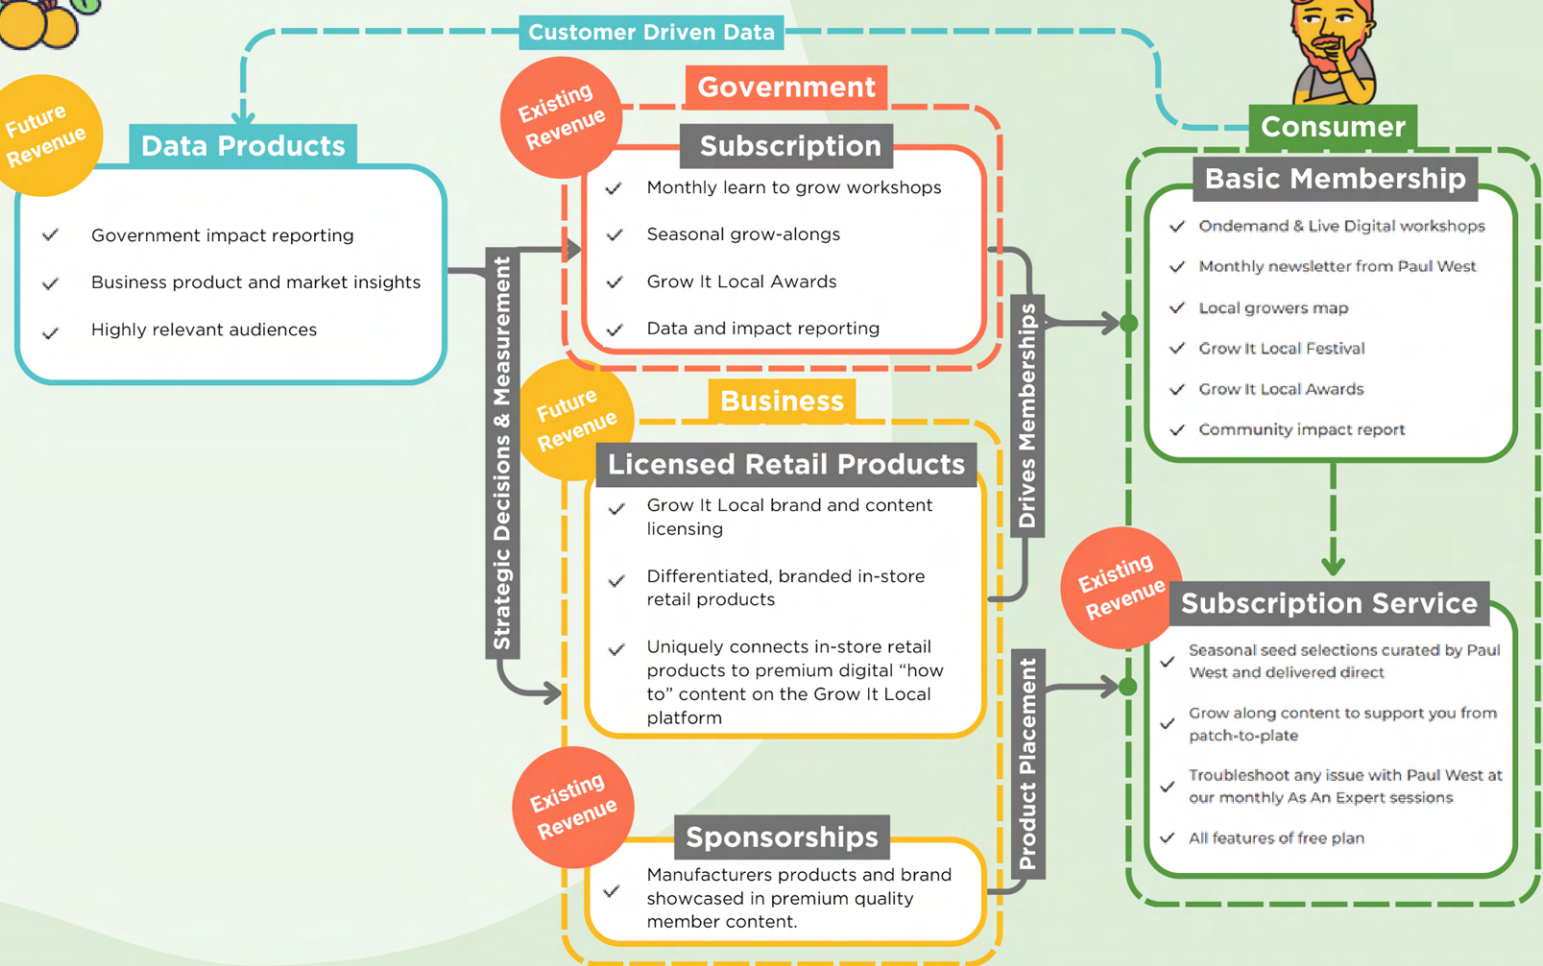 Customer Driven Data
Future
Revenue
Data Products
Government impact reporting
Business product and market insights
Highly relevant audiences
Strategic Decisions & Measurement
Existing
Revenue
Government
Subscription
Monthly learn to grow workshops
Seasonal grow-alongs
Grow It Local Awards
Data and impact reporting
Future
Revenue
Business
Licensed Retail Products
Grow It Local brand and content
licensing
Differentiated, branded in-store
retail products
Uniquely connects in-store retail
products to premium digital “how
to” content on the Grow It Local
platform
Existing
Revenue
Sponsorships
Manufacturers products and brand
showcased in premium quality
member content.
Drives Memberships
Product Placement
Consumer
Basic Membership
Ondemand & Live Digital workshops
Monthly newsletter from Paul West
Local growers map
Grow It Local Festival
Grow It Local Awards
Community impact report
Existing
Revenue
Subscription Service
Seasonal seed selections curated by Paul
West and delivered direct
Grow along content to support you from
patch-to-plate
Troubleshoot any issue with Paul West at
our monthly As An Expert sessions
All features of free plan